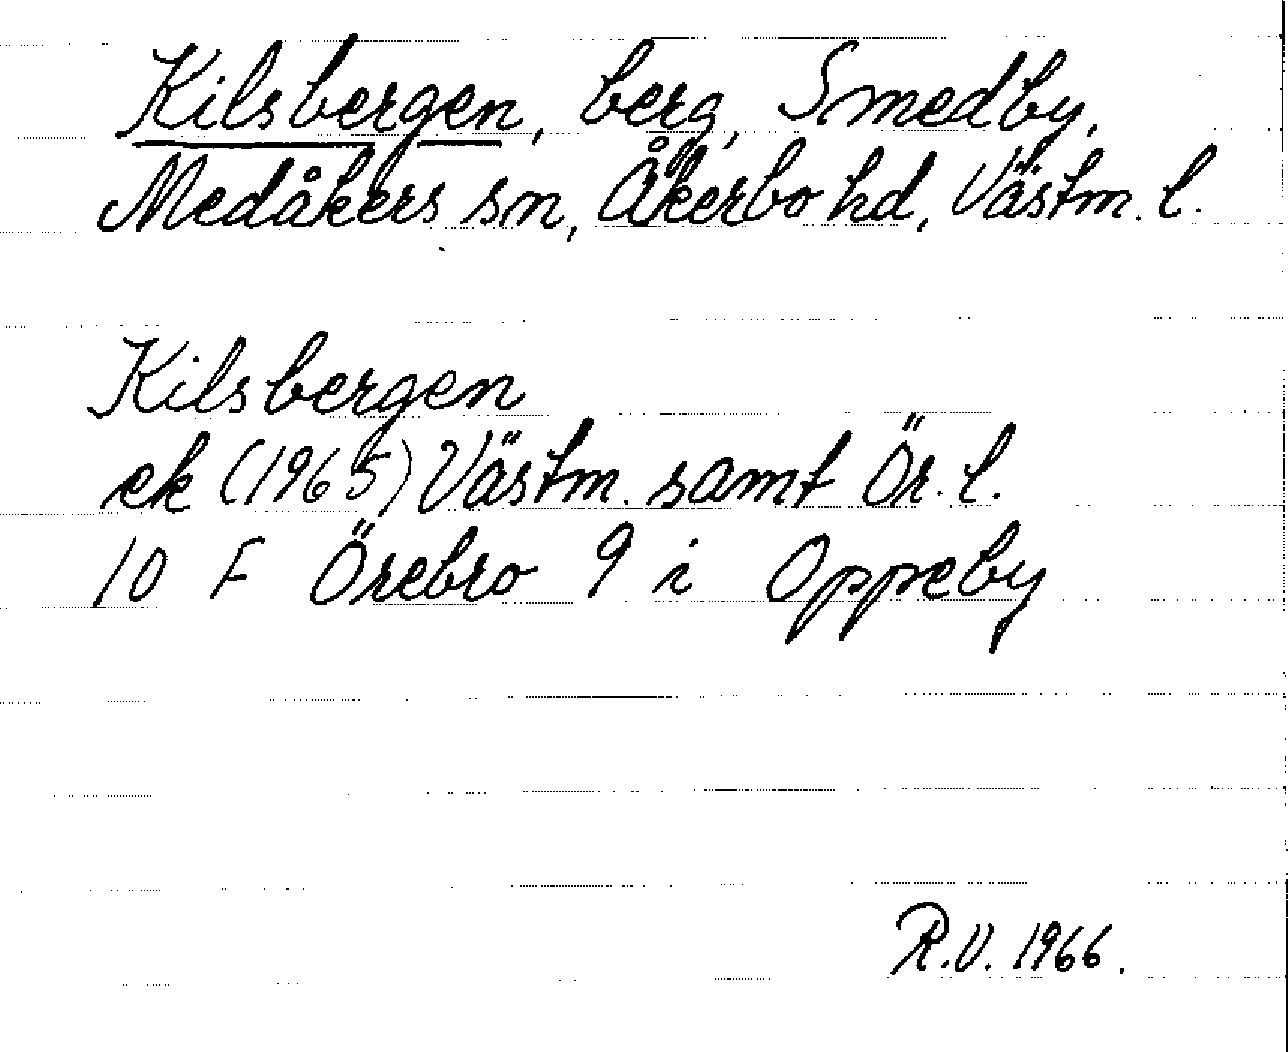 Kilsbergen, berg, Smedby,
Medåkers sn, Åkerbo hd, Västm. l.
Kilsbergen
ek (1965) Västm. samt Ör. l.
10 F Örebro 9 i Oppeby
R.V. 1966.